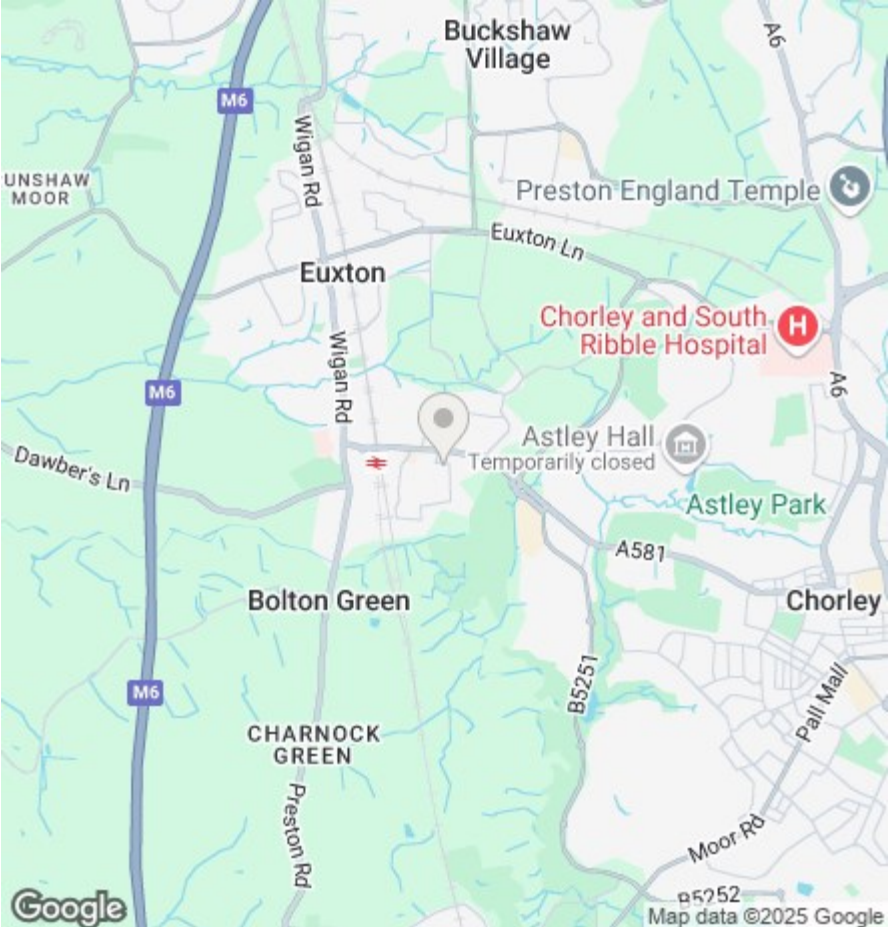 Buckshaw
Village
A6
M6
Wigan Rd
UNSHAW
MOOR
Preston England Temple
Euxton Ln
Euxton
Chorley and South
Ribble Hospital
H
Wigan Rd
M6
A6
Astley Hall
Temporarily closed
Dawber's Ln
Astley Park
A581
Bolton Green
Chorley
B5251
M6
Pall Mall
CHARNOCK
GREEN
Preston Rd
Moor Rd
B5252
Google
Map data ©2025 Google